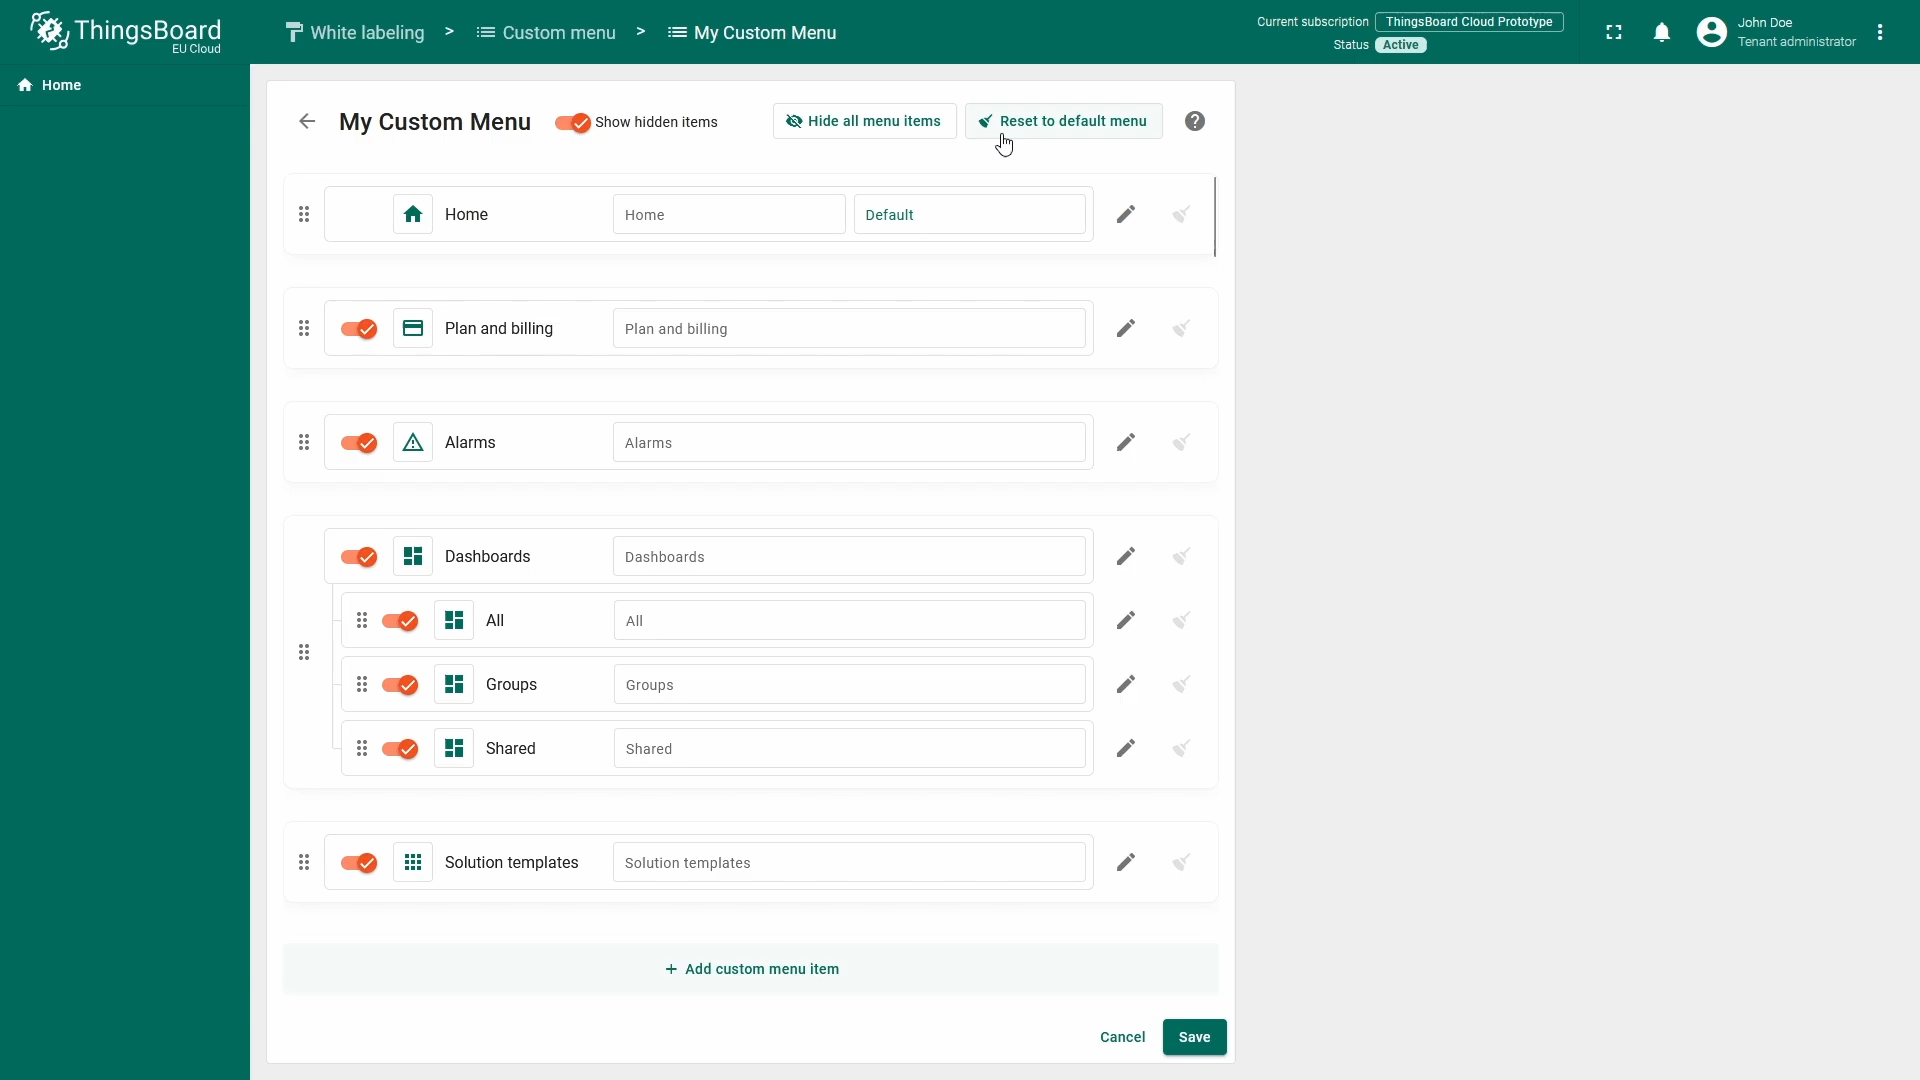 ThingsBoard
EU Cloud
White labeling > Custom menu > My Custom Menu
Current subscription ThingsBoard Cloud Prototype
Status Active
John Doe
Tenant administrator
Home
My Custom Menu
Show hidden items
Hide all menu items
Reset to default menu
Home Home Default
Plan and billing Plan and billing
Alarms Alarms
Dashboards Dashboards
All All
Groups Groups
Shared Shared
Solution templates Solution templates
+ Add custom menu item
Cancel Save